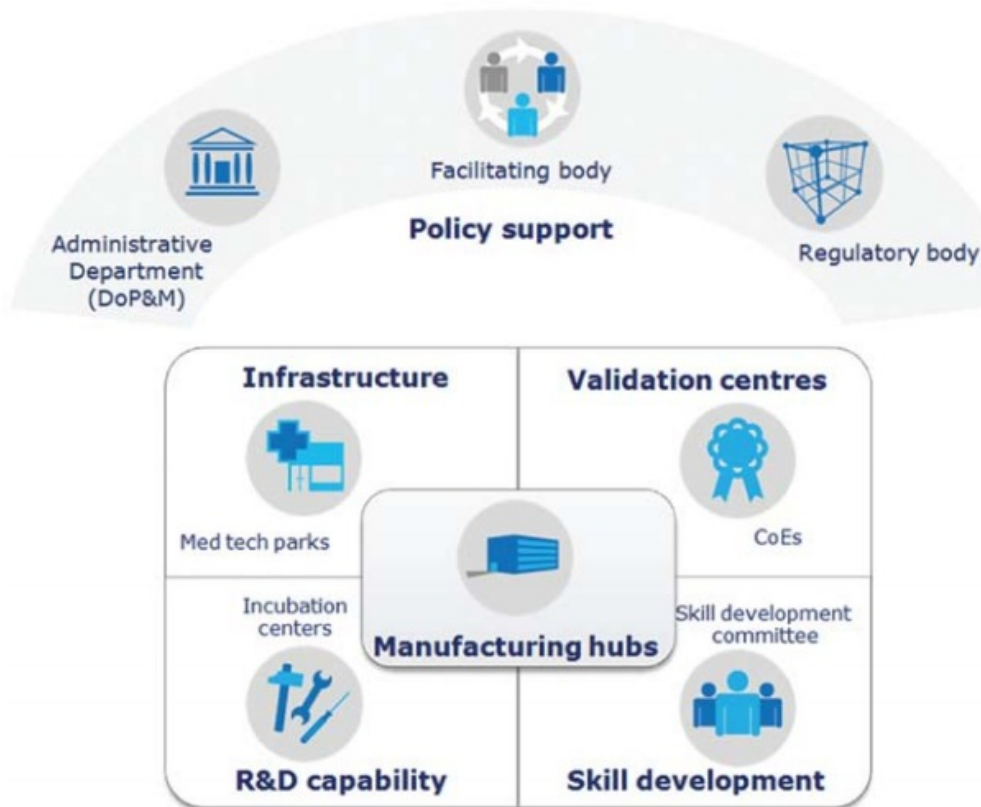 Facilitating body
Policy support
Administrative
Department
(DoP&M)
Regulatory body
Infrastructure
Med tech parks
Validation centres
CoEs
Manufacturing hubs
Incubation
centers
R&D capability
Skill development
committee
Skill development